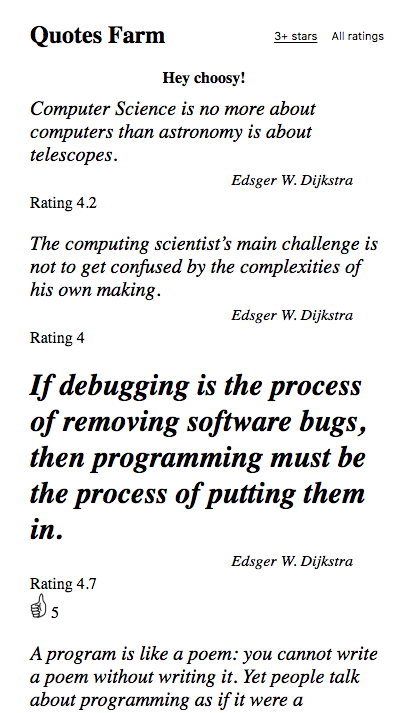 Quotes Farm
3+ stars All ratings
Hey choosy!
Computer Science is no more about
computers than astronomy is about
telescopes.
Edsger W. Dijkstra
Rating 4.2
The computing scientist’s main challenge is
not to get confused by the complexities of
his own making.
Edsger W. Dijkstra
Rating 4
If debugging is the process
of removing software bugs,
then programming must be
the process of putting them
in.
Edsger W. Dijkstra
Rating 4.7
5
A program is like a poem: you cannot write
a poem without writing it. Yet people talk
about programming as if it were a